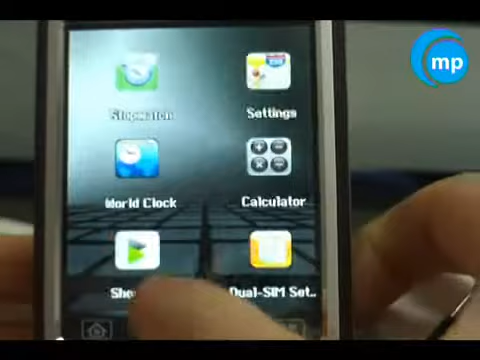 mp
Stopwatch
Settings
World Clock
Calculator
Dual-SIM Set..